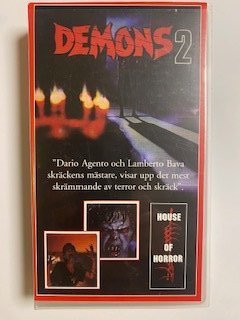 DEMONS 2
"Dario Agento och Lamberto Bava
skräckens mästare, visar upp det mest
skrämmande av terror och skräck".
HOUSE
OF
HORROR